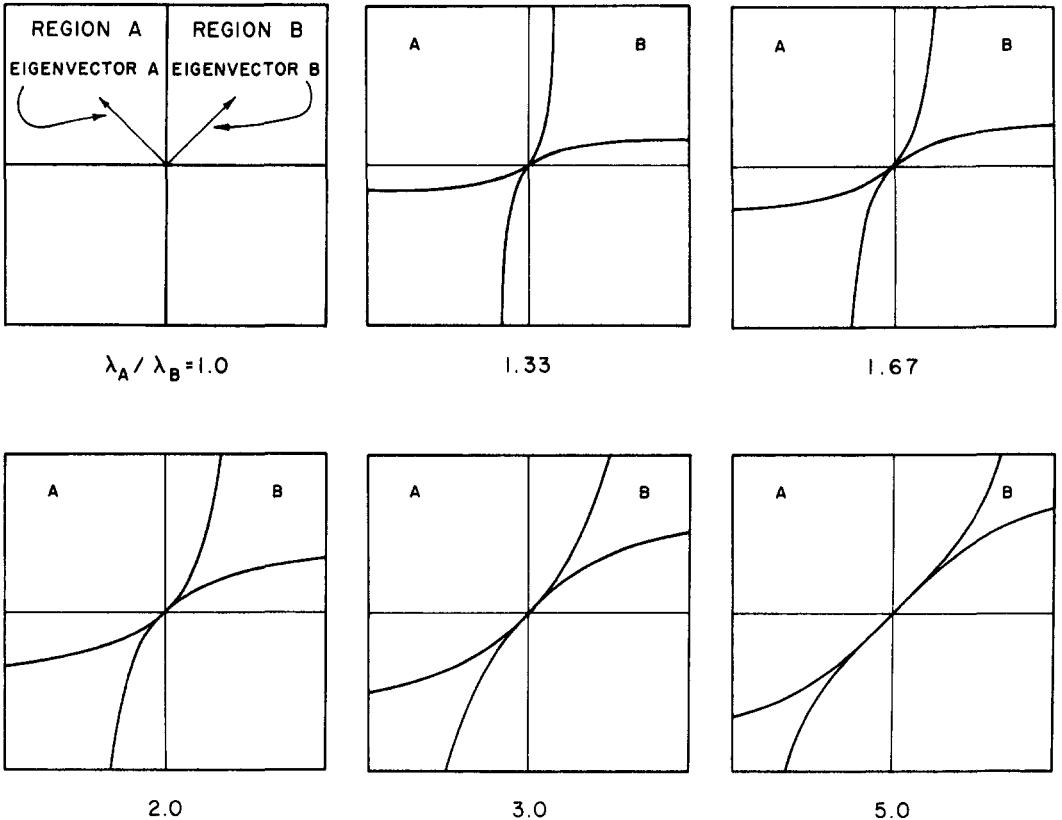 REGION A REGION B
EIGENVECTOR A EIGENVECTOR B
A B
A B
λA / λB = 1.0
1.33
1.67
A B
A B
A B
2.0
3.0
5.0